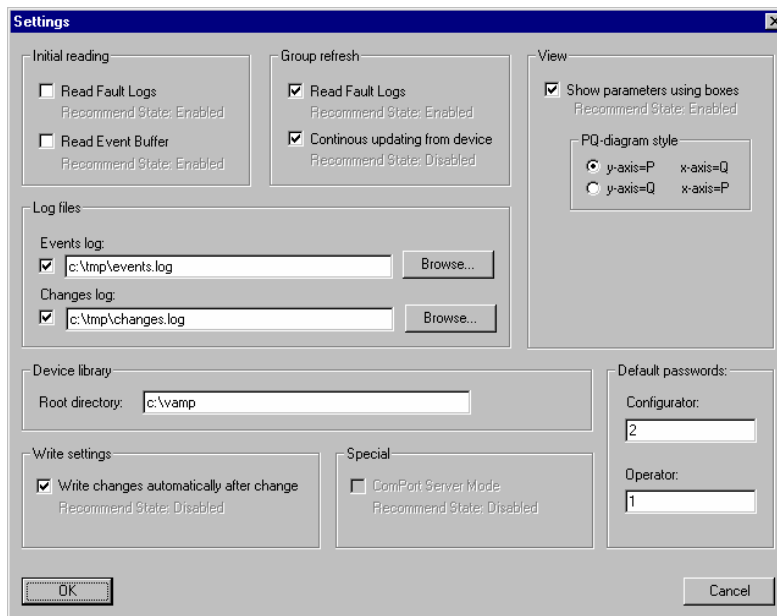 Settings
Initial reading
Read Fault Logs
Recommend State: Enabled
Read Event Buffer
Recommend State: Enabled
Group refresh
Read Fault Logs
Recommend State: Enabled
Continous updating from device
Recommend State: Disabled
View
Show parameters using boxes
Recommend State: Enabled
PQ-diagram style
y-axis=P x-axis=Q
y-axis=Q x-axis=P
Log files
Events log:
c:\tmp\events.log Browse...
Changes log:
c:\tmp\changes.log Browse...
Device library
Root directory: c:\vamp
Default passwords:
Configurator:
2
Operator:
1
Write settings
Write changes automatically after change
Recommend State: Disabled
Special
ComPort Server Mode
Recommend State: Disabled
OK Cancel